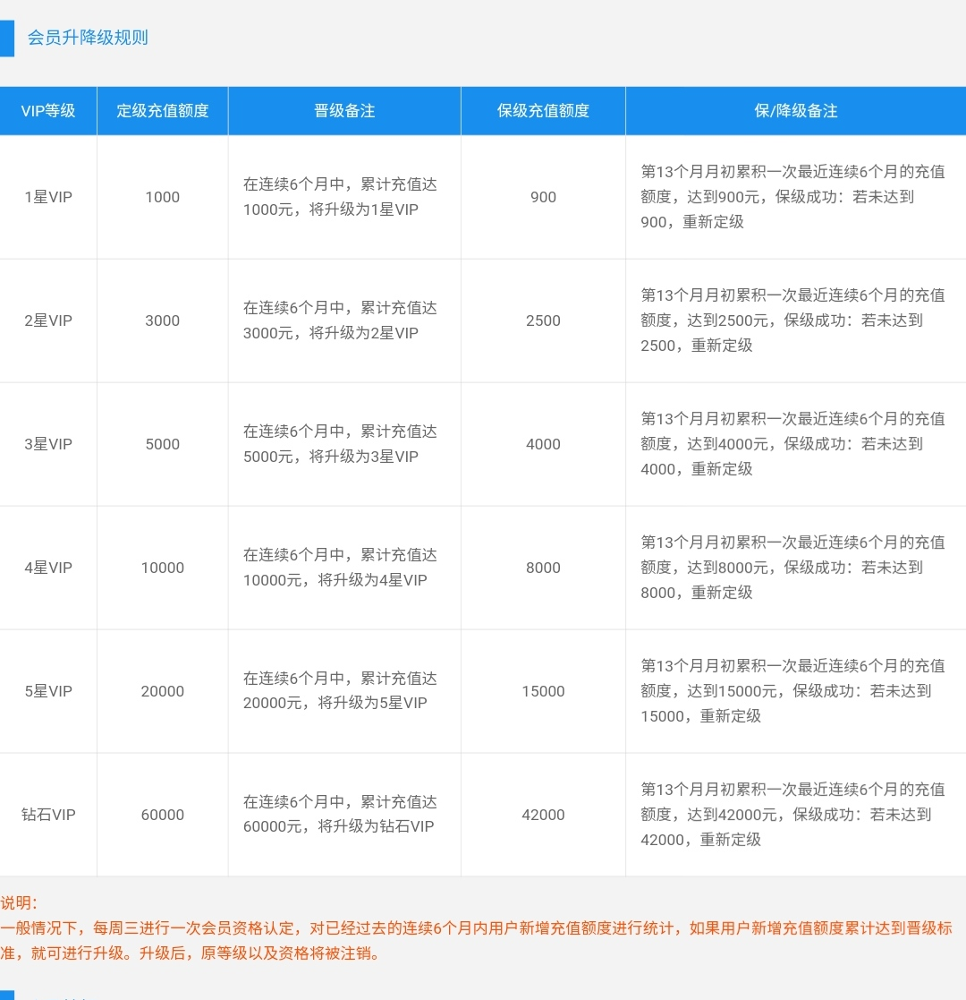 会员升降级规则
VIP等级 定级充值额度 晋级备注 保级充值额度 保/降级备注
1星VIP
1000
在连续6个月中，累计充值达
1000元，将升级为1星VIP
900
第13个月月初累积一次最近连续6个月的充值
额度，达到900元，保级成功：若未达到
900，重新定级
2星VIP
3000
在连续6个月中，累计充值达
3000元，将升级为2星VIP
2500
第13个月月初累积一次最近连续6个月的充值
额度，达到2500元，保级成功：若未达到
2500，重新定级
3星VIP
5000
在连续6个月中，累计充值达
5000元，将升级为3星VIP
4000
第13个月月初累积一次最近连续6个月的充值
额度，达到4000元，保级成功：若未达到
4000，重新定级
4星VIP
10000
在连续6个月中，累计充值达
10000元，将升级为4星VIP
8000
第13个月月初累积一次最近连续6个月的充值
额度，达到8000元，保级成功：若未达到
8000，重新定级
5星VIP
20000
在连续6个月中，累计充值达
20000元，将升级为5星VIP
15000
第13个月月初累积一次最近连续6个月的充值
额度，达到15000元，保级成功：若未达到
15000，重新定级
钻石VIP
60000
在连续6个月中，累计充值达
60000元，将升级为钻石VIP
42000
第13个月月初累积一次最近连续6个月的充值
额度，达到42000元，保级成功：若未达到
42000，重新定级
说明：
一般情况下，每周三进行一次会员资格认定，对已经过去的连续6个月内用户新增充值额度进行统计，如果用户新增充值额度累计达到晋级标
准，就可进行升级。升级后，原等级以及资格将被注销。